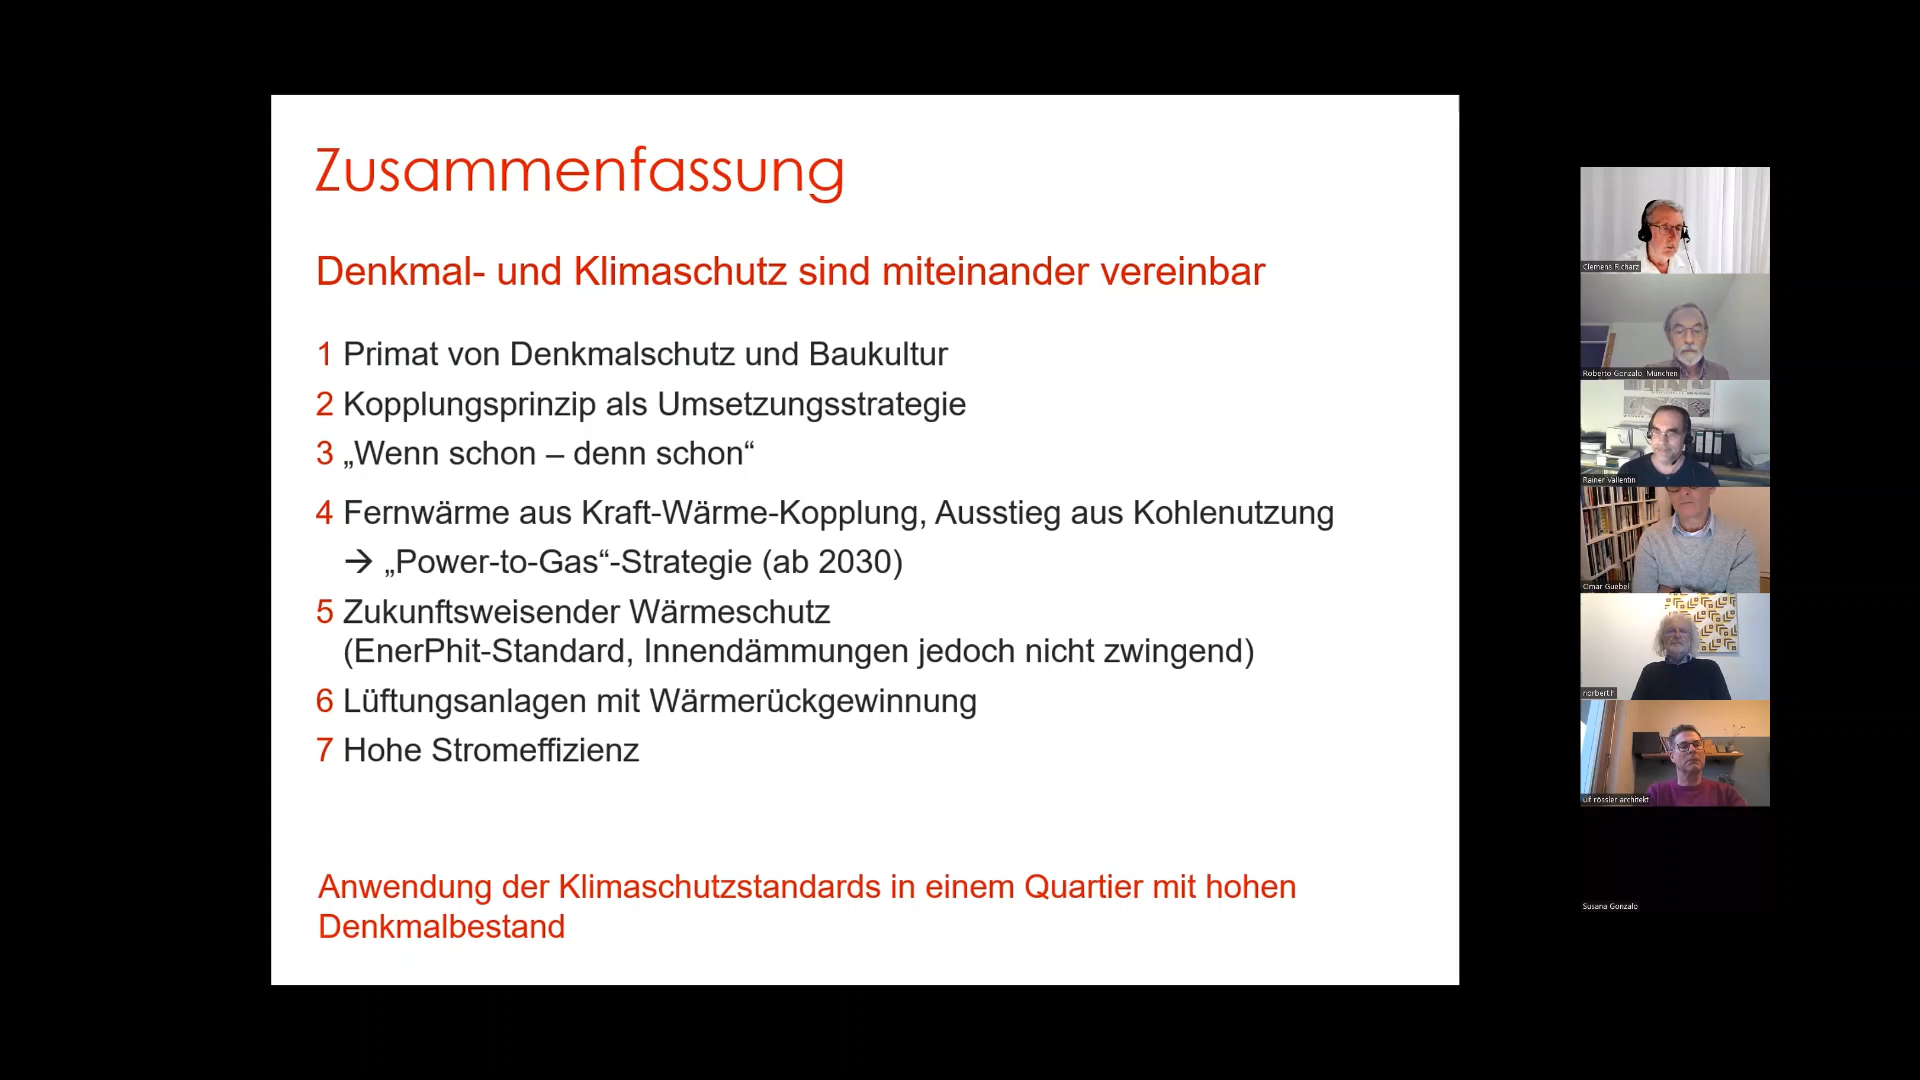 Zusammenfassung
Denkmal- und Klimaschutz sind miteinander vereinbar
1 Primat von Denkmalschutz und Baukultur
2 Kopplungsprinzip als Umsetzungsstrategie
3 „Wenn schon – denn schon“
4 Fernwärme aus Kraft-Wärme-Kopplung, Ausstieg aus Kohlenutzung
→ „Power-to-Gas“-Strategie (ab 2030)
5 Zukunftsweisender Wärmeschutz
(EnerPhit-Standard, Innendämmungen jedoch nicht zwingend)
6 Lüftungsanlagen mit Wärmerückgewinnung
7 Hohe Stromeffizienz
Anwendung der Klimaschutzstandards in einem Quartier mit hohen
Denkmalbestand
Clemens Richarz
Roberto Gonzalo, München
Rainer Vallentin
Omar Guebel
norbert.f
ulf rössler architekt
Susana Gonzalo